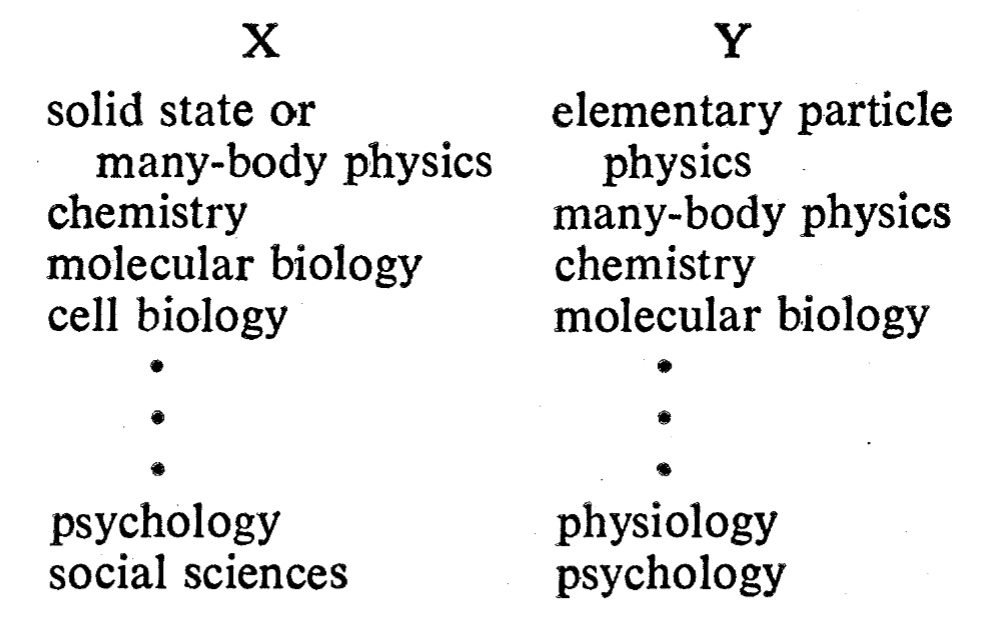 X Y
solid state or elementary particle
many-body physics physics
chemistry many-body physics
molecular biology chemistry
cell biology molecular biology
psychology physiology
social sciences psychology